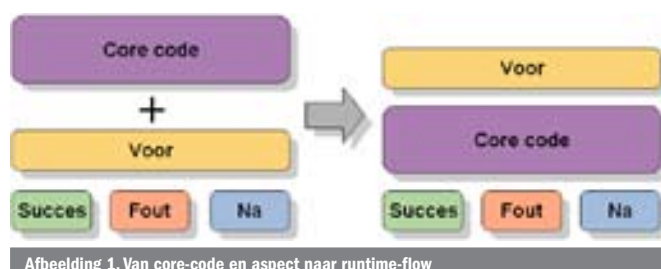 Core code
+
Voor
Succes Fout Na
Voor
Core code
Succes Fout Na
Afbeelding 1. Van core-code en aspect naar runtime-flow